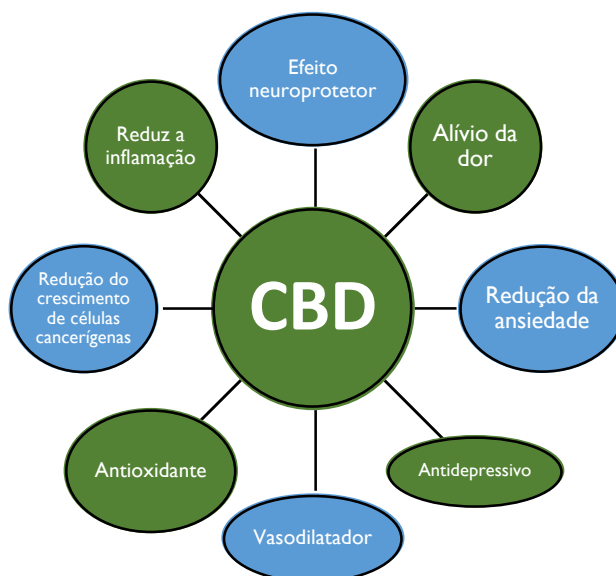 Efeito
neuroprotetor
Reduz a
inflamação
Alívio da
dor
Redução do
crescimento
de células
cancerígenas
CBD
Redução da
ansiedade
Antioxidante
Antidepressivo
Vasodilatador